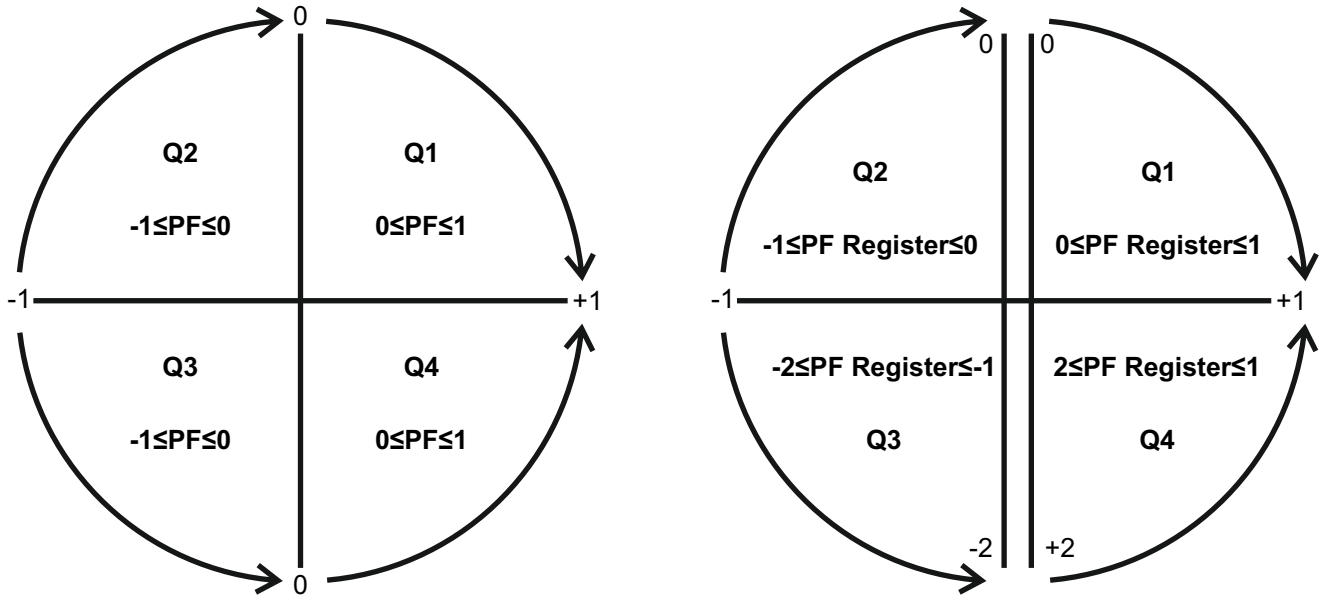 0
Q2
Q1
-1≤PF≤0
0≤PF≤1
-1
+1
Q3
Q4
-1≤PF≤0
0≤PF≤1
0
0
0
Q2
Q1
-1≤PF Register≤0
0≤PF Register≤1
-1
+1
-2≤PF Register≤-1
2≤PF Register≤1
Q3
Q4
-2
+2